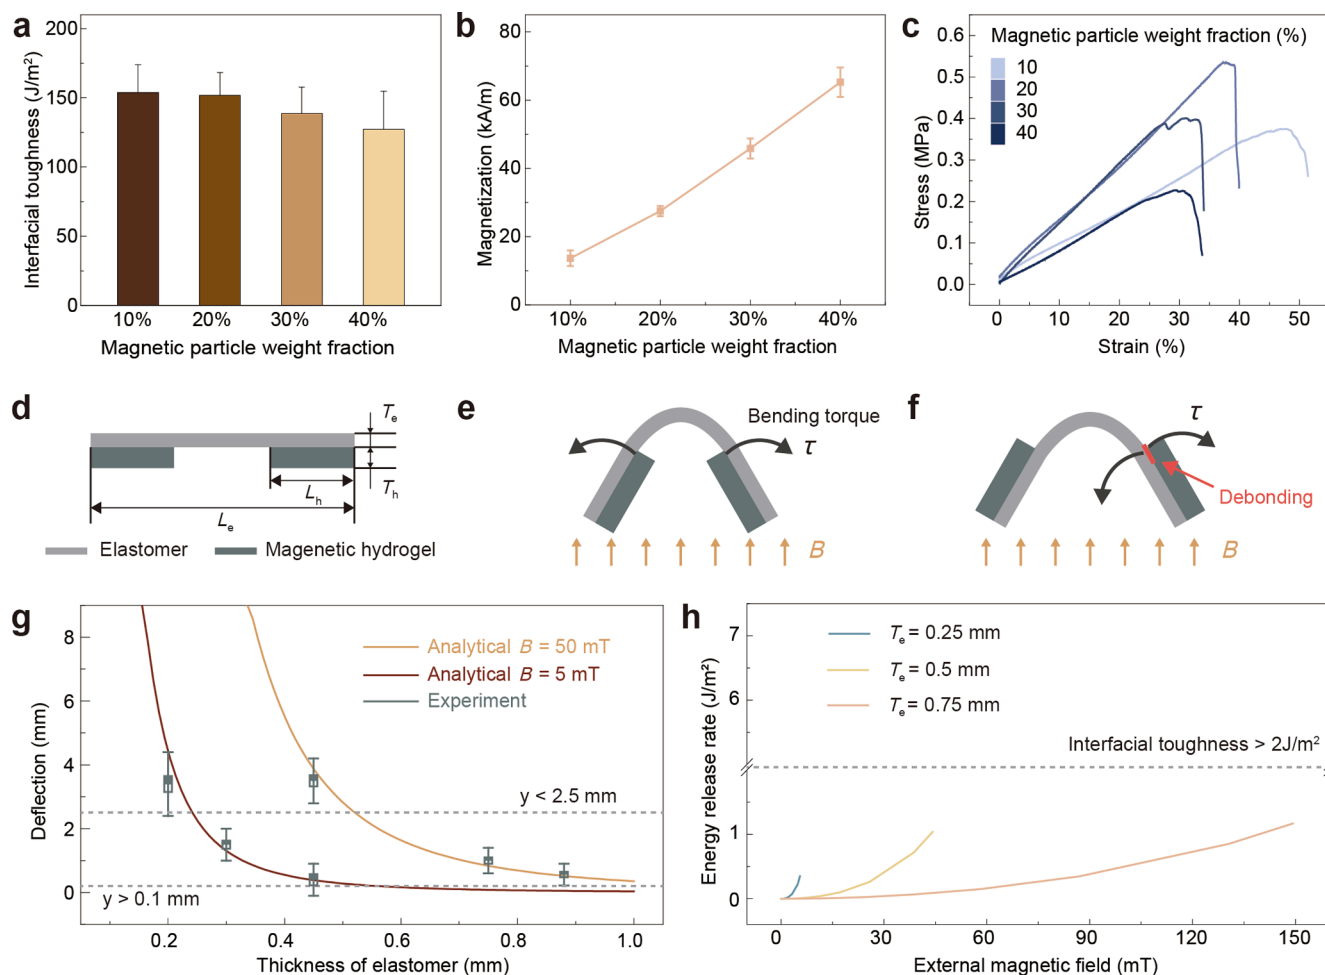 a
200
150
100
50
0
Interfacial toughness (J/m²)
10% 20% 30% 40%
Magnetic particle weight fraction
b
80
60
40
20
0
Magnetization (kA/m)
10% 20% 30% 40%
Magnetic particle weight fraction
c
0.6
0.5
0.4
0.3
0.2
0.1
0.0
Stress (MPa)
Magnetic particle weight fraction (%)
10
20
30
40
0 10 20 30 40 50
Strain (%)
d
Te
Th
Lh
Le
Elastomer
Magenetic hydrogel
e
Bending torque
τ
B
f
τ
Debonding
B
g
8
6
4
2
0
Deflection (mm)
Analytical B = 50 mT
Analytical B = 5 mT
Experiment
y < 2.5 mm
y > 0.1 mm
0.2 0.4 0.6 0.8 1.0
Thickness of elastomer (mm)
h
7
6
1
0
Energy release rate (J/m²)
Te = 0.25 mm
Te = 0.5 mm
Te = 0.75 mm
Interfacial toughness > 2J/m²
0 30 60 90 120 150
External magnetic field (mT)